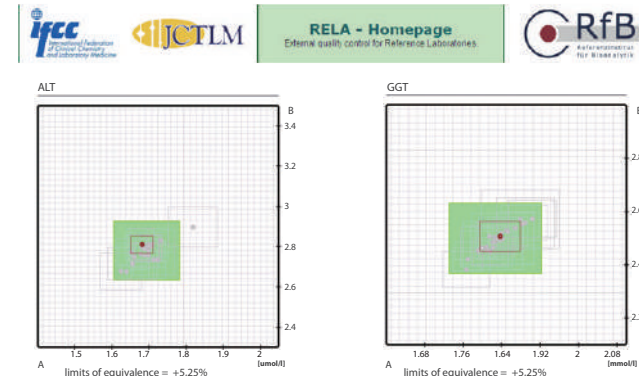 ifcc
International Federation
of Clinical Chemistry
and Laboratory Medicine
JCTLM
RELA - Homepage
External quality control for Reference Laboratories
RfB
Referenzinstitut
für Bioanalytik
ALT
B
3.4
3.2
3
2.8
2.6
2.4
1.5 1.6 1.7 1.8 1.9 2
A
[umol/l]
limits of equivalence = +5.25%
GGT
1.68 1.76 1.64 1.92 2 2.08
A
[mmol/l]
limits of equivalence = +5.25%